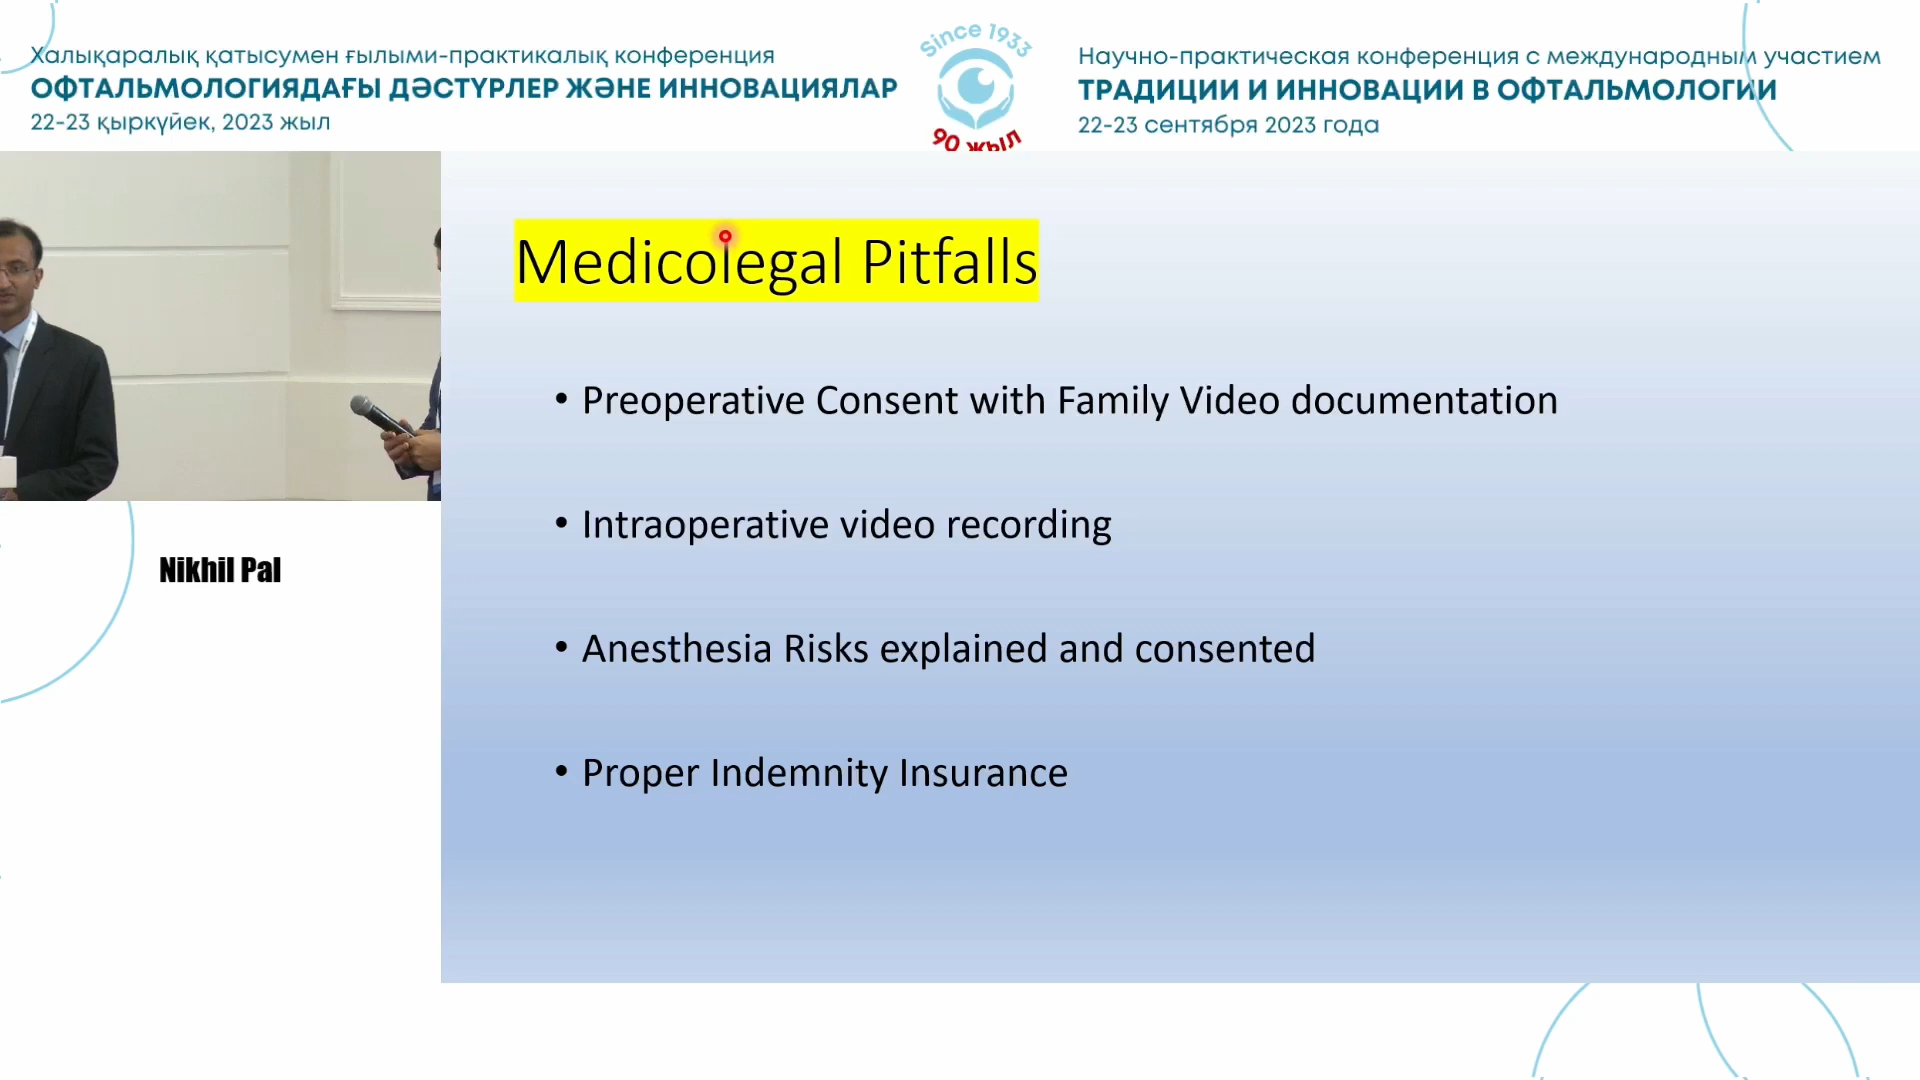 Халықаралық қатысумен ғылыми-практикалық конференция
ОФТАЛЬМОЛОГИЯДАҒЫ ДӘСТҮРЛЕР ЖӘНЕ ИННОВАЦИЯЛАР
22-23 қыркүйек, 2023 жыл
Since 1933
90 жыл
Научно-практическая конференция с международным участием
ТРАДИЦИИ И ИННОВАЦИИ В ОФТАЛЬМОЛОГИИ
22-23 сентября 2023 года
Medicolegal Pitfalls
• Preoperative Consent with Family Video documentation
• Intraoperative video recording
• Anesthesia Risks explained and consented
• Proper Indemnity Insurance
Nikhil Pal